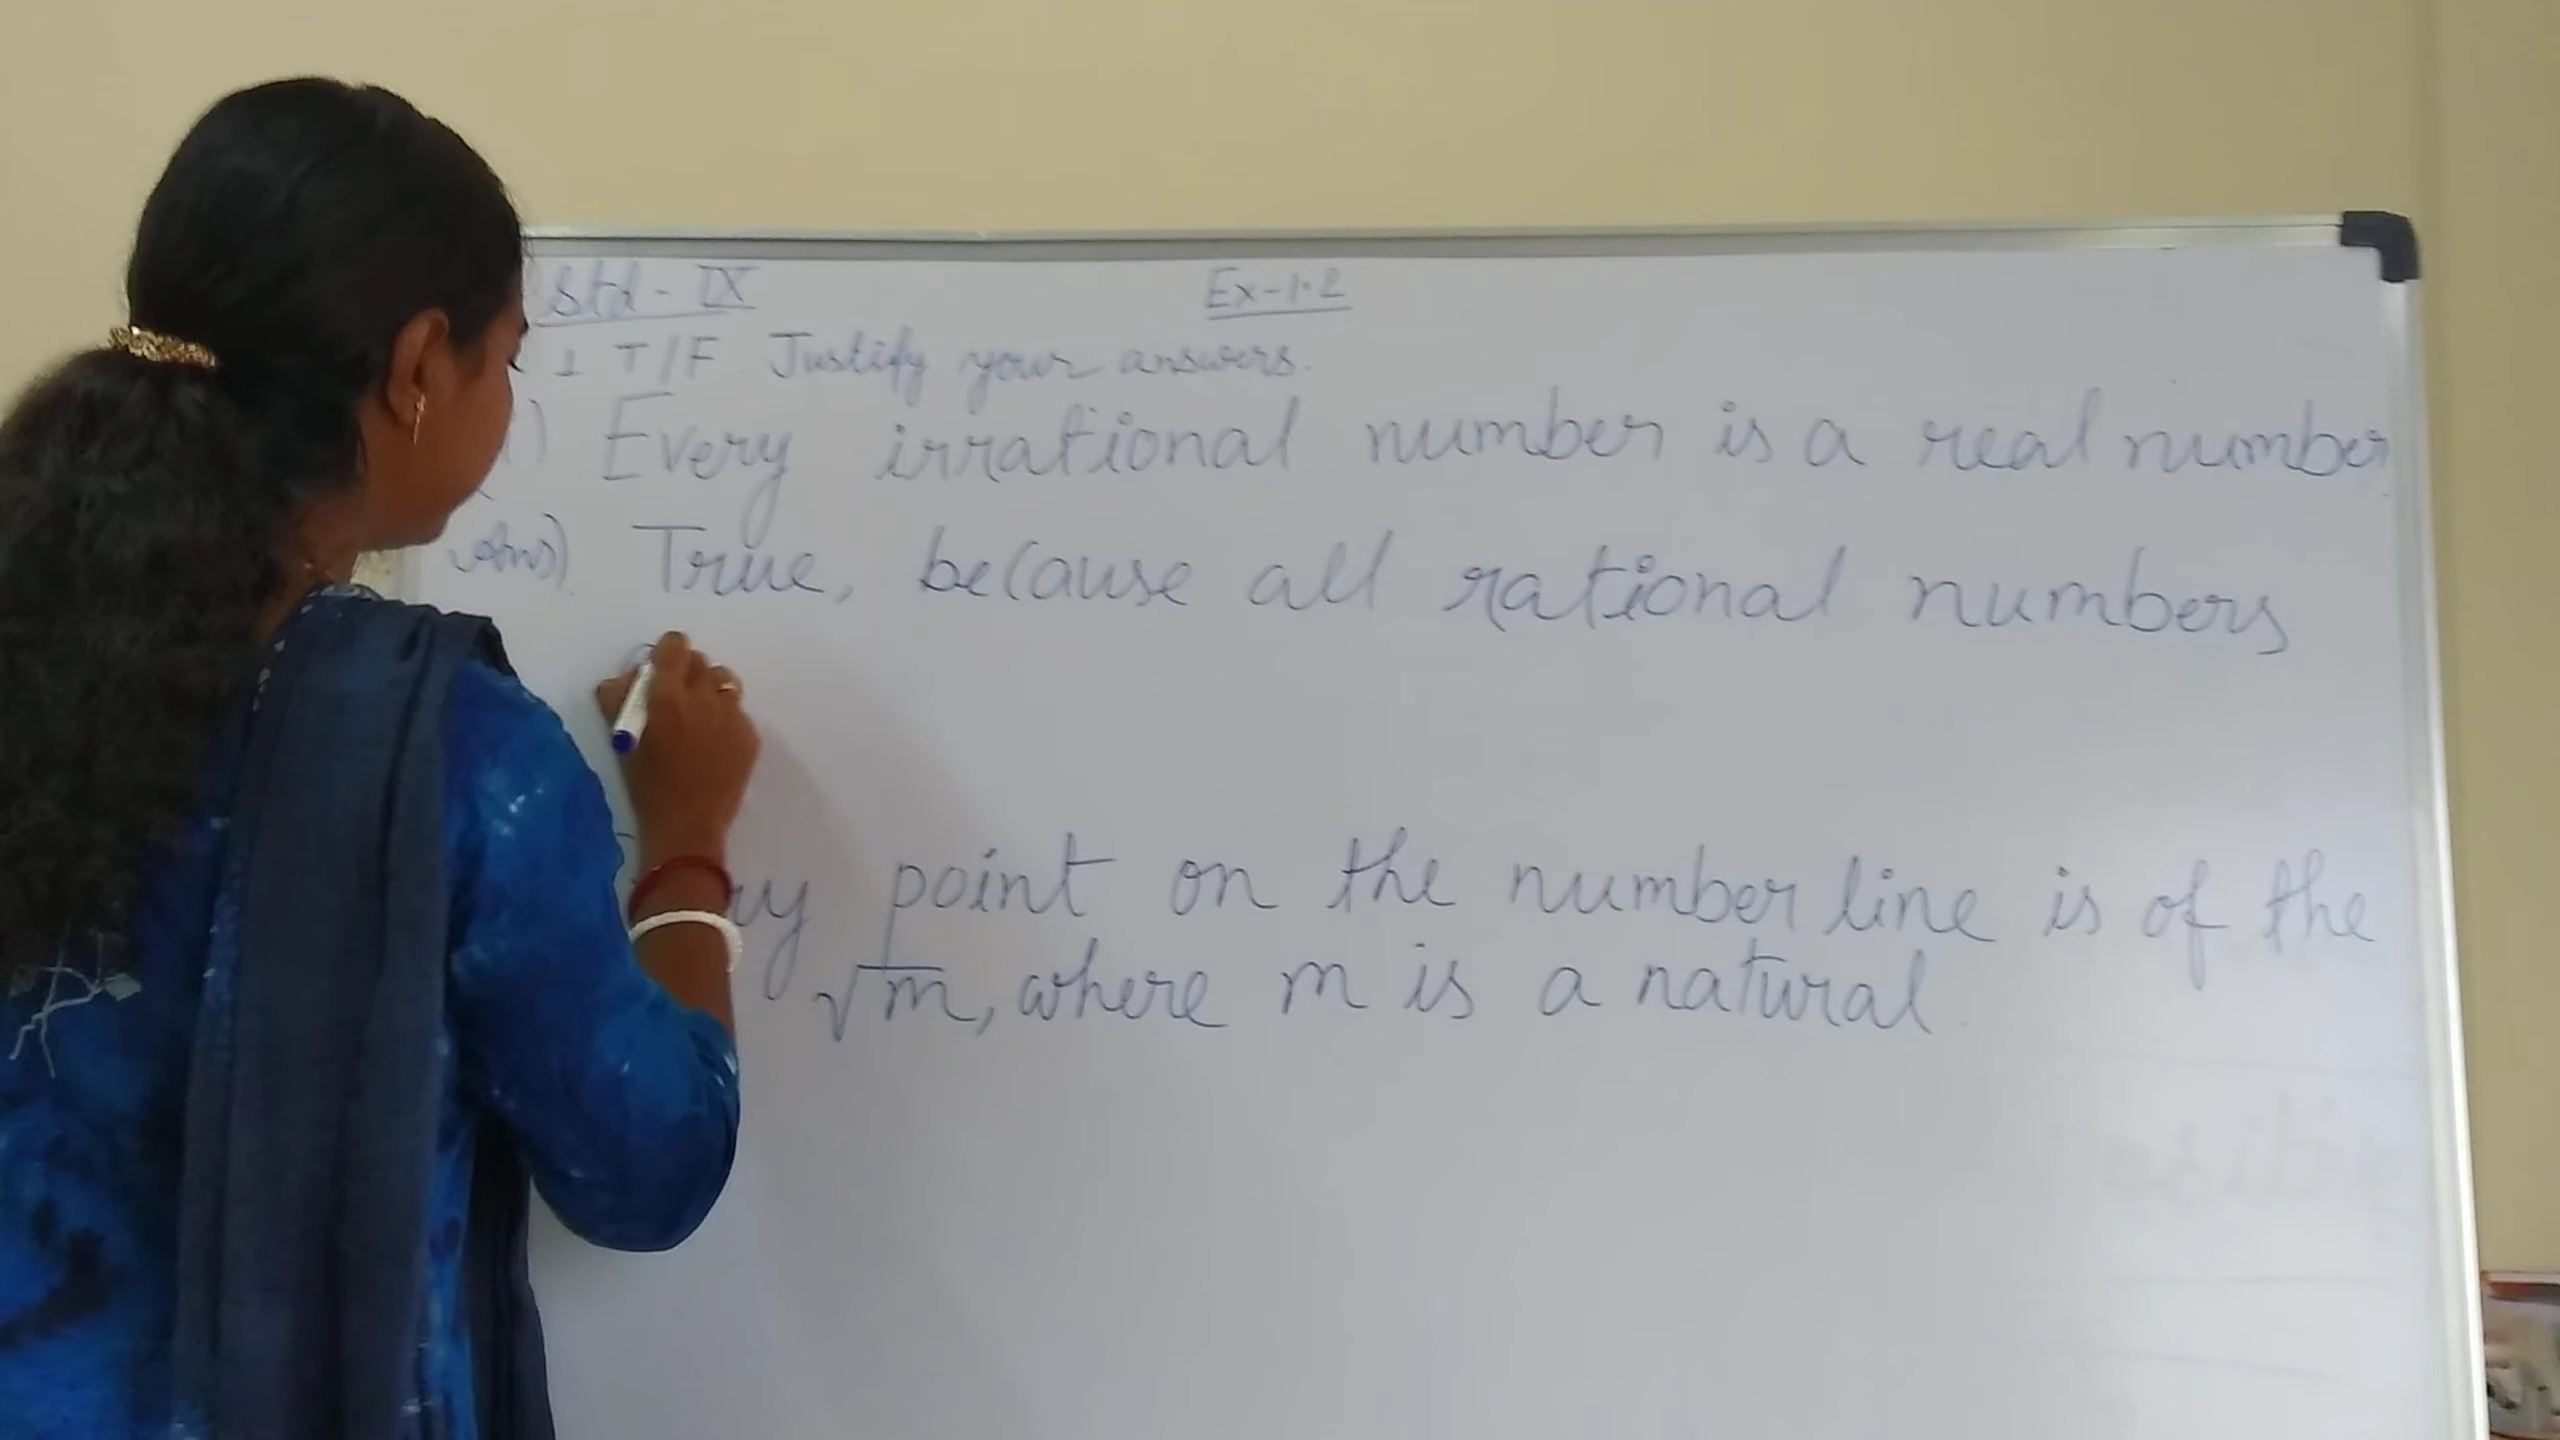 Std - IX
Ex-1.2
1 T/F Justify your answers.
Every irrational number is a real number
Ans). True, because all rational numbers
point on the number line is of the
√m, where m is a natural